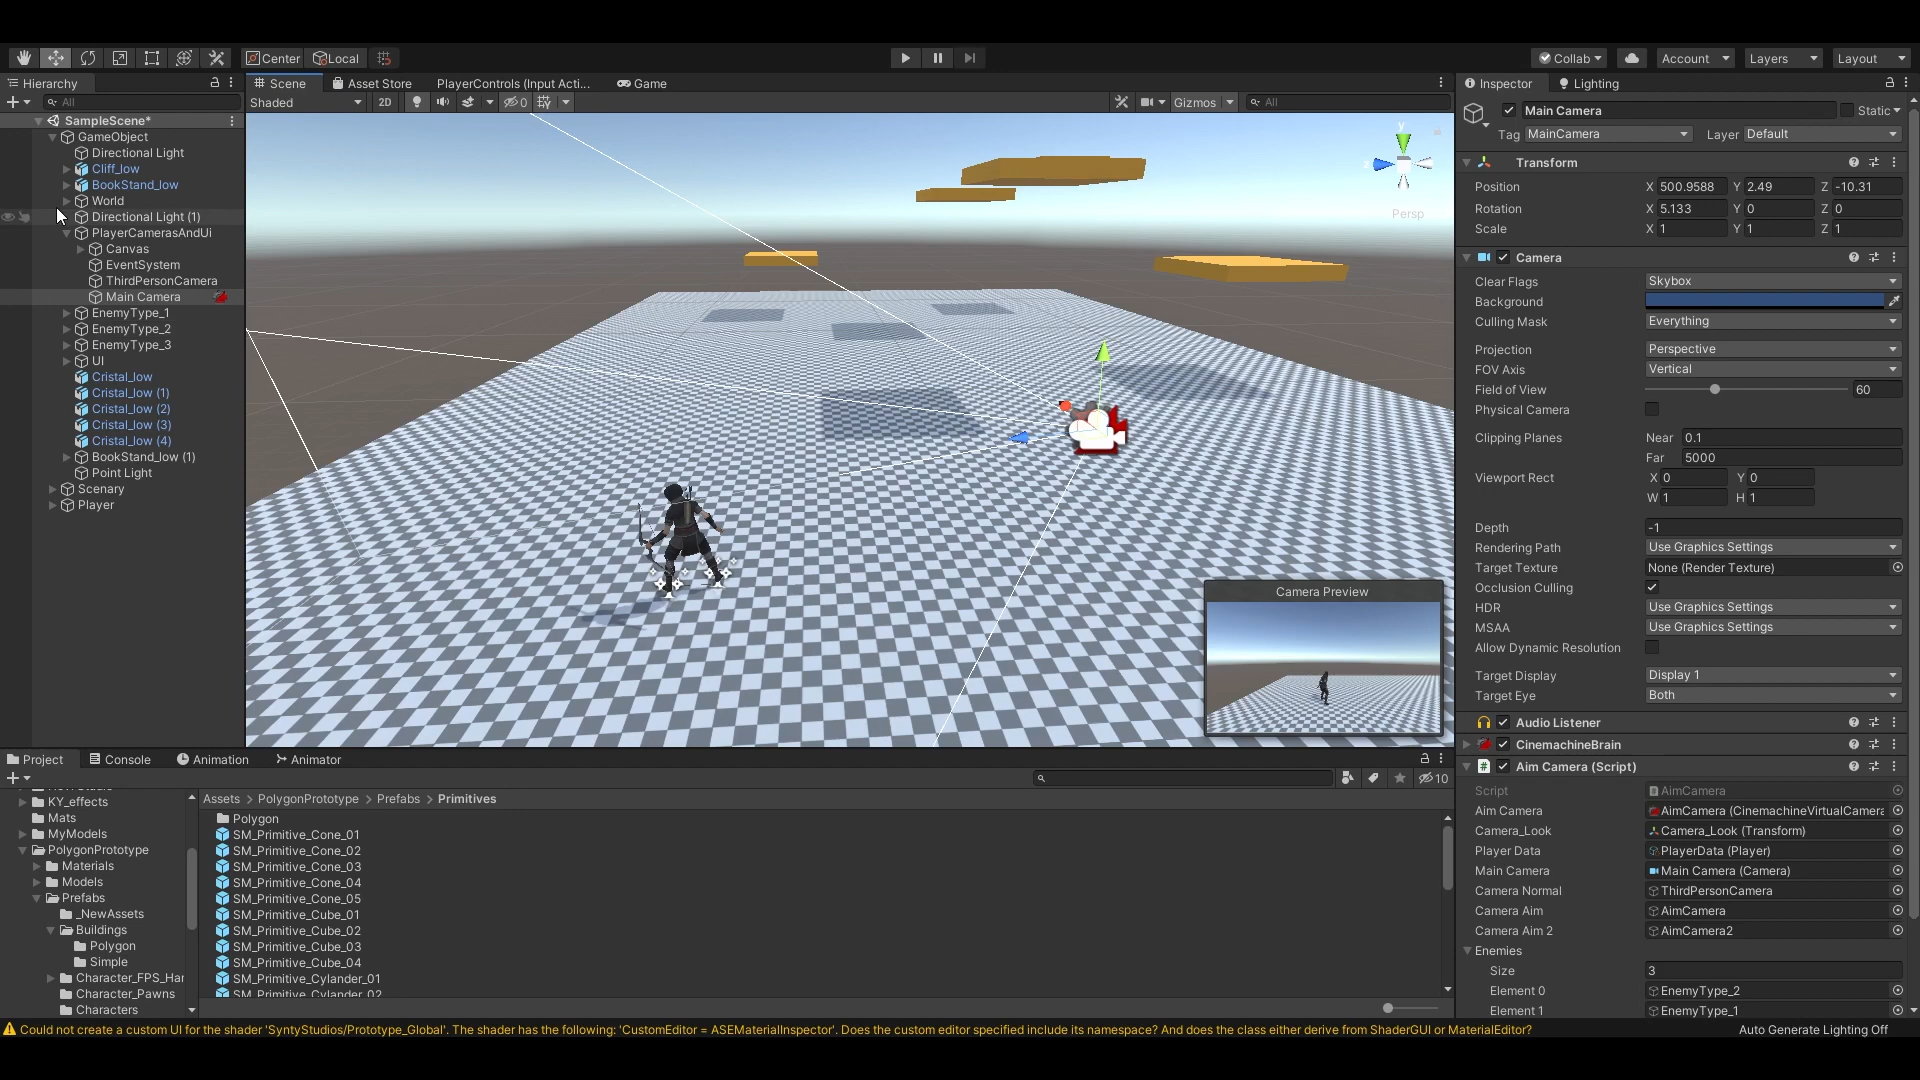 Center
Local
Collab
Account
Layers
Layout
Hierarchy
Scene
Asset Store
PlayerControls (Input Acti...
Game
Inspector
Lighting
All
Shaded
2D
0
Gizmos
All
SampleScene*
GameObject
Directional Light
Cliff_low
BookStand_low
World
Directional Light (1)
PlayerCamerasAndUi
Canvas
EventSystem
ThirdPersonCamera
Main Camera
EnemyType_1
EnemyType_2
EnemyType_3
UI
Cristal_low
Cristal_low (1)
Cristal_low (2)
Cristal_low (3)
Cristal_low (4)
BookStand_low (1)
Point Light
Scenary
Player
y
Persp
Camera Preview
Main Camera
Static
Tag MainCamera Layer Default
Transform
Position X 500.9588 Y 2.49 Z -10.31
Rotation X 5.133 Y 0 Z 0
Scale X 1 Y 1 Z 1
Camera
Clear Flags Skybox
Background
Culling Mask Everything
Projection Perspective
FOV Axis Vertical
Field of View 60
Physical Camera
Clipping Planes Near 0.1
Far 5000
Viewport Rect X 0 Y 0
W 1 H 1
Depth -1
Rendering Path Use Graphics Settings
Target Texture None (Render Texture)
Occlusion Culling
HDR Use Graphics Settings
MSAA Use Graphics Settings
Allow Dynamic Resolution
Target Display Display 1
Target Eye Both
Audio Listener
CinemachineBrain
Aim Camera (Script)
Script AimCamera
Aim Camera AimCamera (CinemachineVirtualCamera
Camera_Look Camera_Look (Transform)
Player Data PlayerData (Player)
Main Camera Main Camera (Camera)
Camera Normal ThirdPersonCamera
Camera Aim AimCamera
Camera Aim 2 AimCamera2
Enemies
Size 3
Element 0 EnemyType_2
Element 1 EnemyType_1
Project
Console
Animation
Animator
10
KY_effects
Mats
MyModels
PolygonPrototype
Materials
Models
Prefabs
_NewAssets
Buildings
Polygon
Simple
Character_FPS_Har
Character_Pawns
Characters
Assets > PolygonPrototype > Prefabs > Primitives
Polygon
SM_Primitive_Cone_01
SM_Primitive_Cone_02
SM_Primitive_Cone_03
SM_Primitive_Cone_04
SM_Primitive_Cone_05
SM_Primitive_Cube_01
SM_Primitive_Cube_02
SM_Primitive_Cube_03
SM_Primitive_Cube_04
SM_Primitive_Cylander_01
SM_Primitive_Cylander_02
Could not create a custom UI for the shader 'SyntyStudios/Prototype_Global'. The shader has the following: 'CustomEditor = ASEMaterialInspector'. Does the custom editor specified include its namespace? And does the class either derive from ShaderGUI or MaterialEditor?
Auto Generate Lighting Off